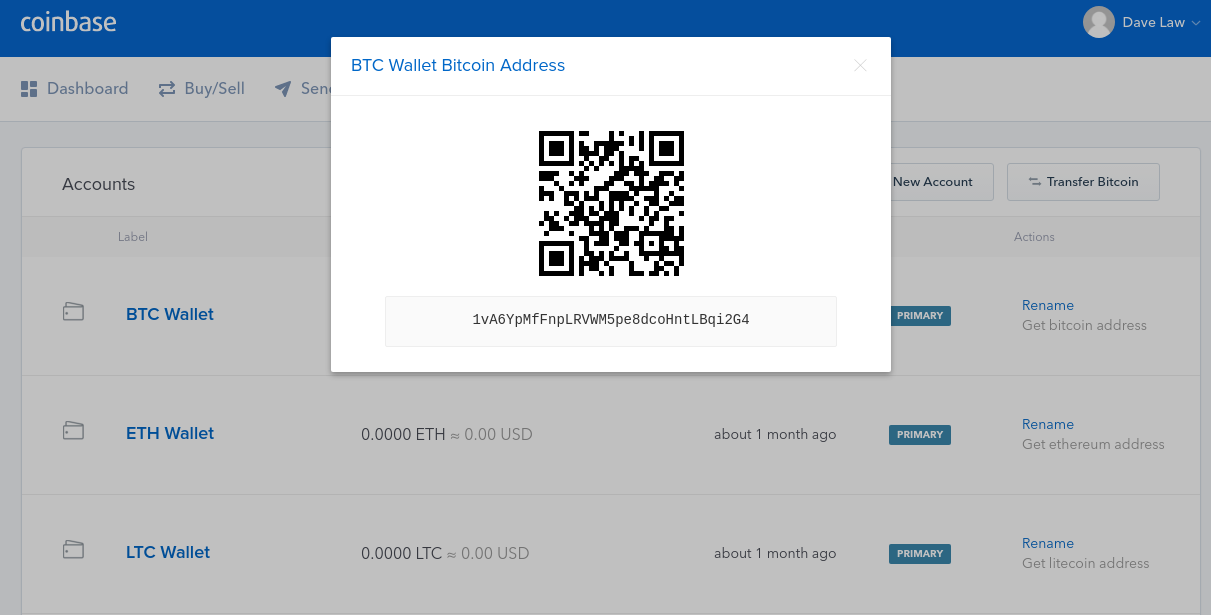 coinbase
Dave Law
BTC Wallet Bitcoin Address
Dashboard
Buy/Sell
Accounts
New Account
Transfer Bitcoin
Label
Actions
BTC Wallet
PRIMARY
Rename
Get bitcoin address
1vA6YpMfFnpLRVWM5pe8dcoHntLBqi2G4
ETH Wallet
0.0000 ETH ≈ 0.00 USD
about 1 month ago
PRIMARY
Rename
Get ethereum address
LTC Wallet
0.0000 LTC ≈ 0.00 USD
about 1 month ago
PRIMARY
Rename
Get litecoin address